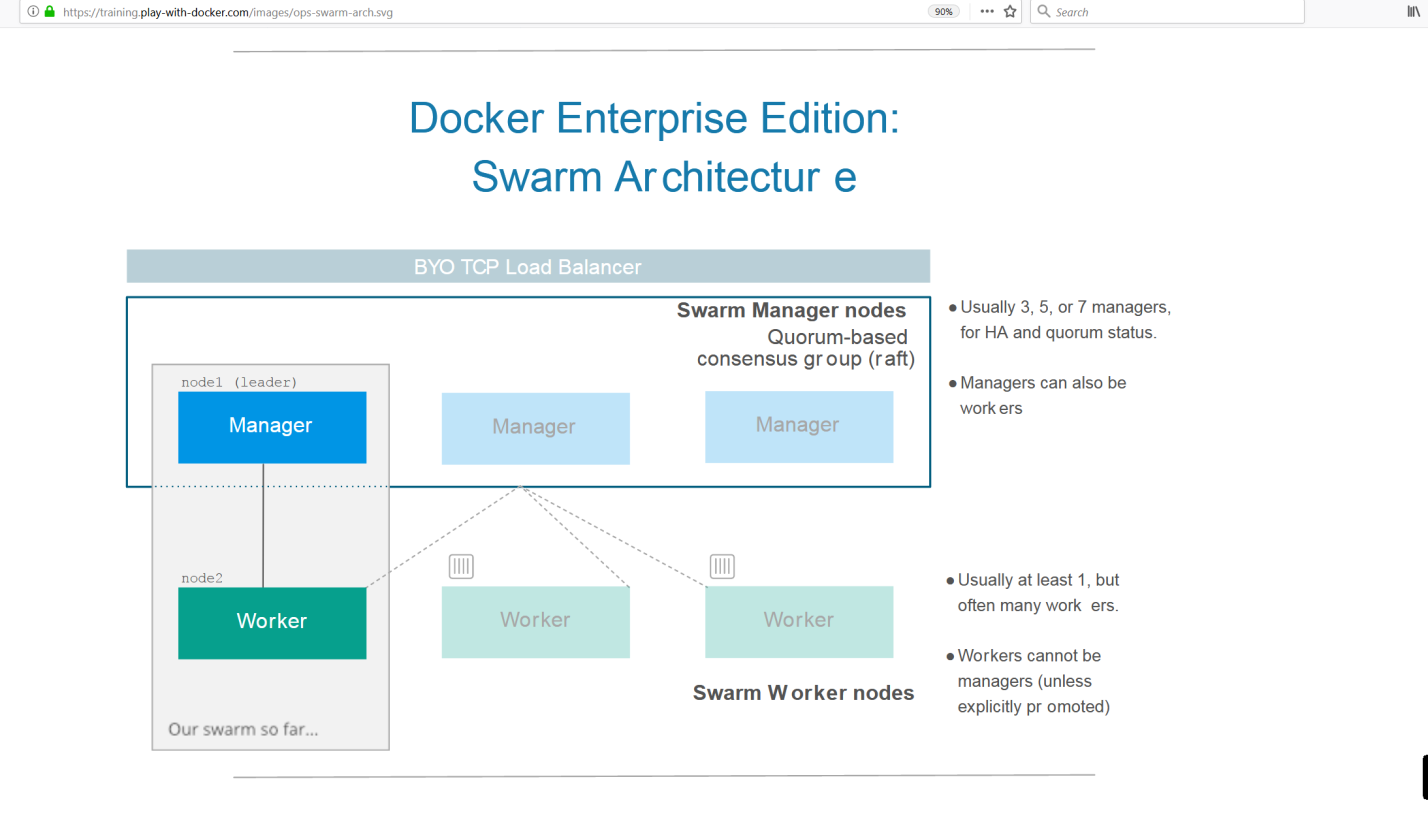 https://training.play-with-docker.com/images/ops-swarm-arch.svg
90%
Search
Docker Enterprise Edition:
Swarm Architectur e
BYO TCP Load Balancer
Swarm Manager nodes
Quorum-based
consensus gr oup (raft)
node1 (leader)
Manager
Manager
Manager
● Usually 3, 5, or 7 managers,
for HA and quorum status.
● Managers can also be
work ers
node2
Worker
Worker
Worker
Our swarm so far...
Swarm W orker nodes
● Usually at least 1, but
often many work ers.
● Workers cannot be
managers (unless
explicitly pr omoted)